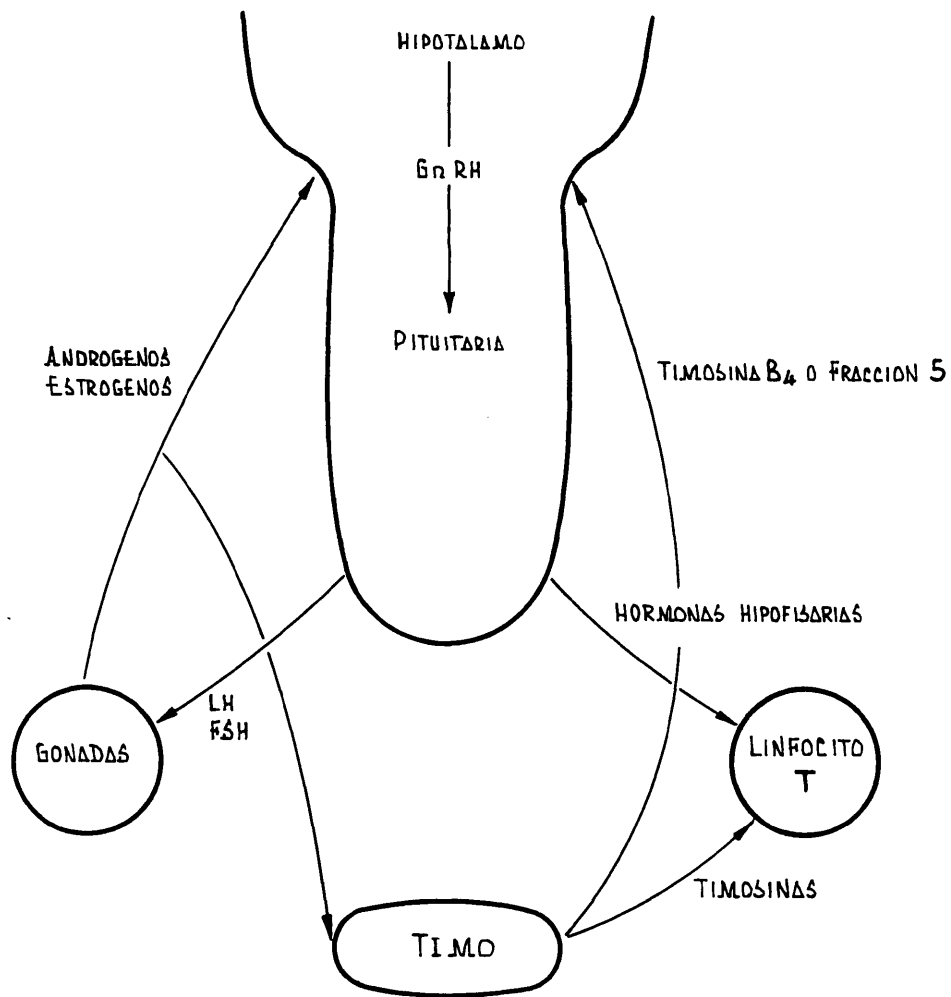 HIPOTALAMO
GnRH
PITUITARIA
ANDROGENOS
ESTROGENOS
TIMOSINA B4 O FRACCION 5
HORMONAS HIPOFISARIAS
LH
FSH
GONADAS
LINFOCITO
T
TIMOSINAS
TIMO